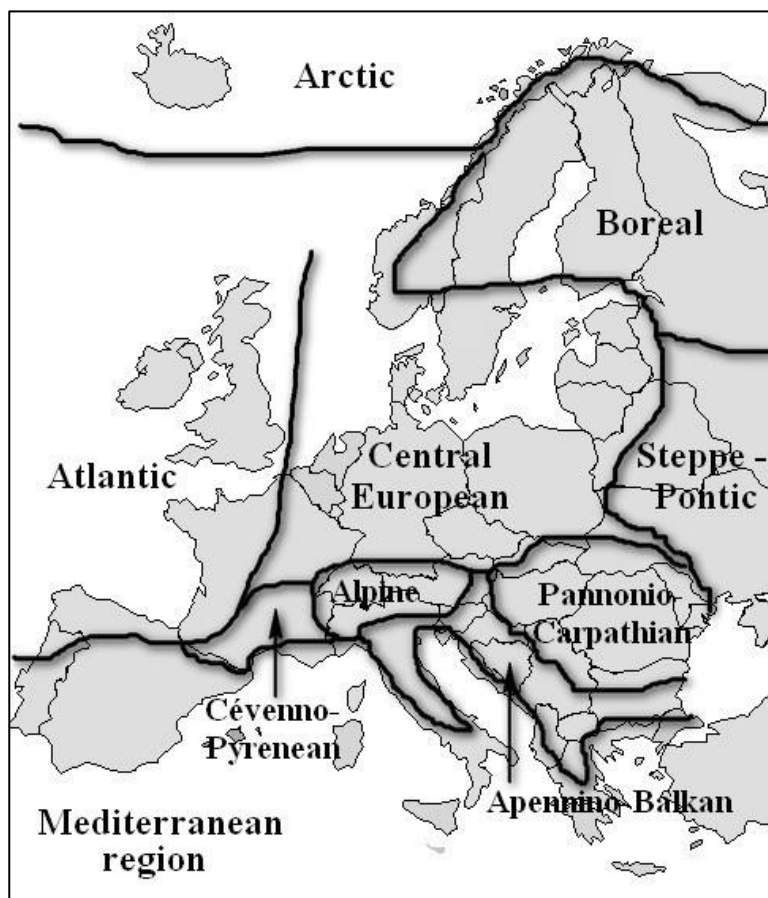 Arctic
Boreal
Atlantic
Central
European
Steppe -
Pontic
Alpine
Pannonio-
Carpathian
Cévenno-
Pyrenean
Apennino-Balkan
Mediterranean
region